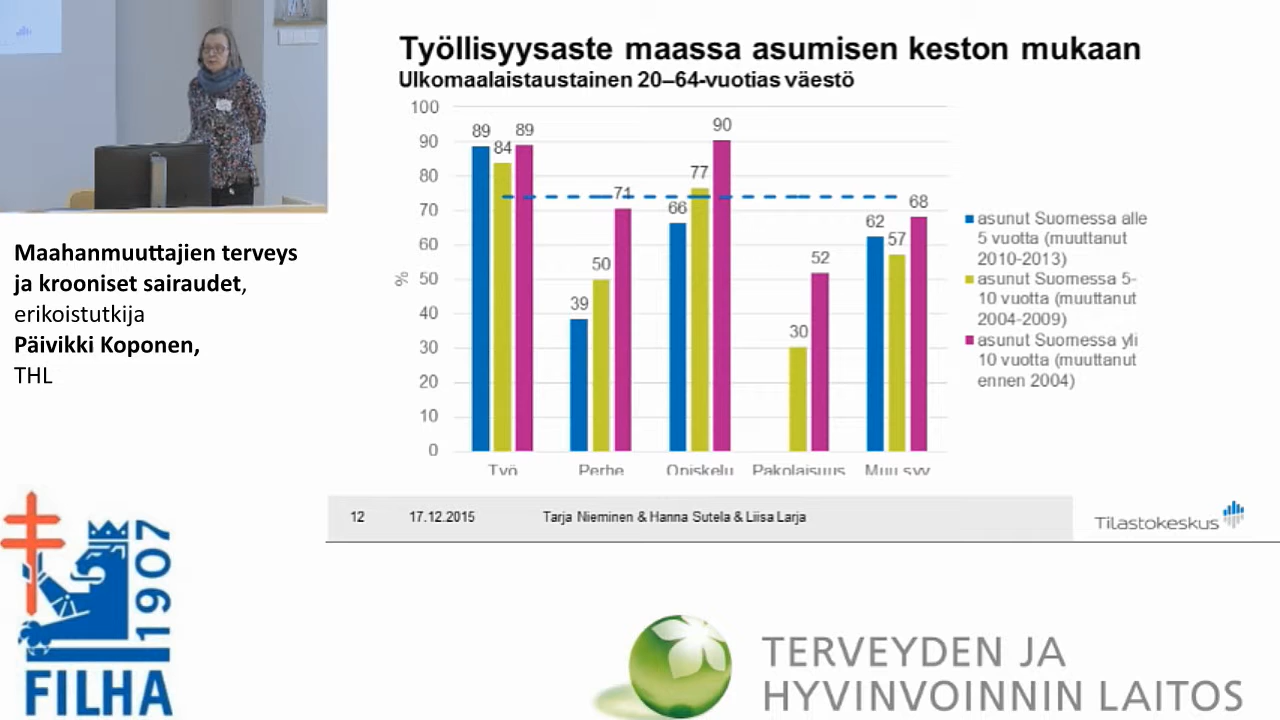 Työllisyysaste maassa asumisen keston mukaan
Ulkomaalaistaustainen 20–64-vuotias väestö
100
90
80
70
60
50
40
30
20
10
0
%
89
84
89
39
50
71
66
77
90
30
52
62
57
68
Työ
Perhe
Opiskelu
Pakolaisuus
Muu syy
asunut Suomessa alle
5 vuotta (muuttanut
2010-2013)
asunut Suomessa 5-
10 vuotta (muuttanut
2004-2009)
asunut Suomessa yli
10 vuotta (muuttanut
ennen 2004)
12
17.12.2015
Tarja Nieminen & Hanna Sutela & Liisa Larja
Tilastokeskus
Maahanmuuttajien terveys
ja krooniset sairaudet,
erikoistutkija
Päivikki Koponen,
THL
1907
FILHA
TERVEYDEN JA
HYVINVOINNIN LAITOS